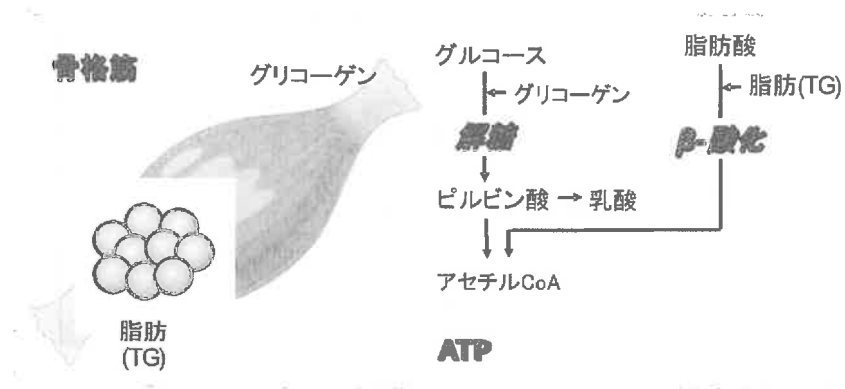 骨格筋
グリコーゲン
脂肪
(TG)
グルコース
グリコーゲン
解糖
ピルビン酸 → 乳酸
アセチルCoA
ATP
脂肪酸
脂肪(TG)
β-酸化